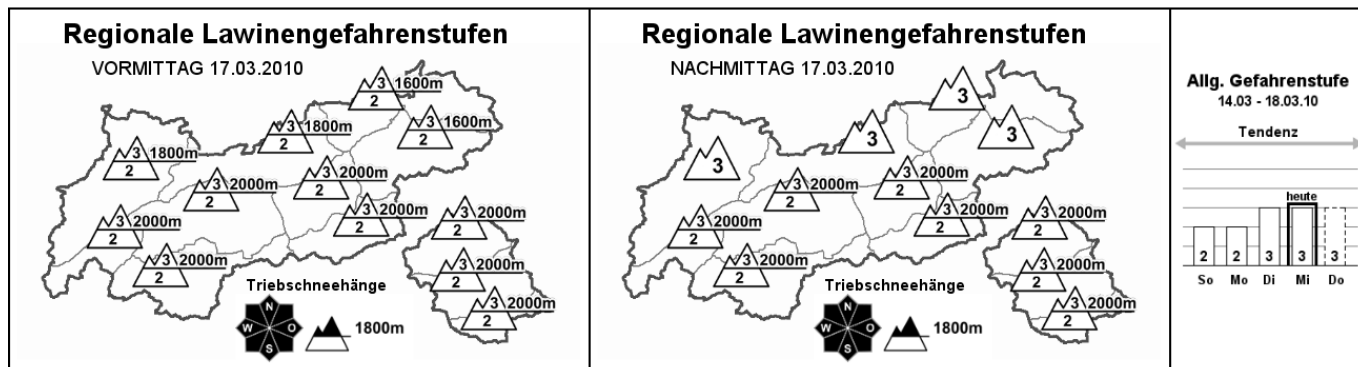 Regionale Lawinengefahrenstufen
VORMITTAG 17.03.2010
3 1600m
2
3 1800m
2
3 1600m
2
3 1800m
2
3 2000m
2
3 2000m
2
3 2000m
2
3 2000m
2
3 2000m
2
3 2000m
2
3 2000m
2
3 2000m
2
Triebschneehänge
N
W O
S
1800m
Regionale Lawinengefahrenstufen
NACHMITTAG 17.03.2010
3
3
3
3
3 2000m
2
3 2000m
2
3 2000m
2
3 2000m
2
3 2000m
2
3 2000m
2
3 2000m
2
3 2000m
2
Triebschneehänge
N
W O
S
1800m
Allg. Gefahrenstufe
14.03 - 18.03.10
Tendenz
heute
2 2 3 3 3
So Mo Di Mi Do